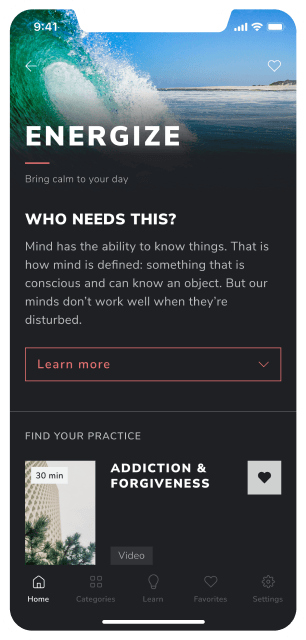 9:41
ENERGIZE
Bring calm to your day
WHO NEEDS THIS?
Mind has the ability to know things. That is
how mind is defined: something that is
conscious and can know an object. But our
minds don’t work well when they’re
disturbed.
Learn more
FIND YOUR PRACTICE
30 min
ADDICTION &
FORGIVENESS
Video
Home Categories Learn Favorites Settings